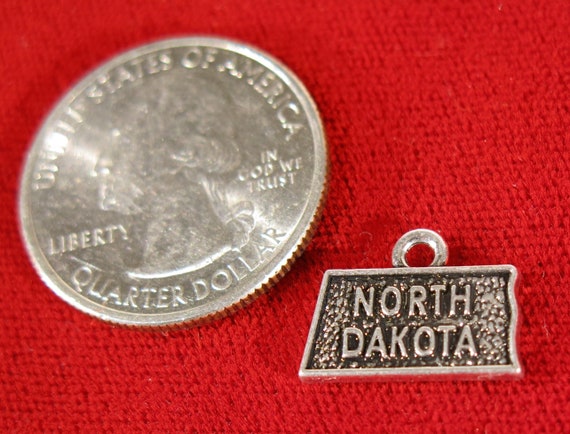 UNITED STATES OF AMERICA
IN
GOD WE
TRUST
LIBERTY
QUARTER DOLLAR
NORTH
DAKOTA